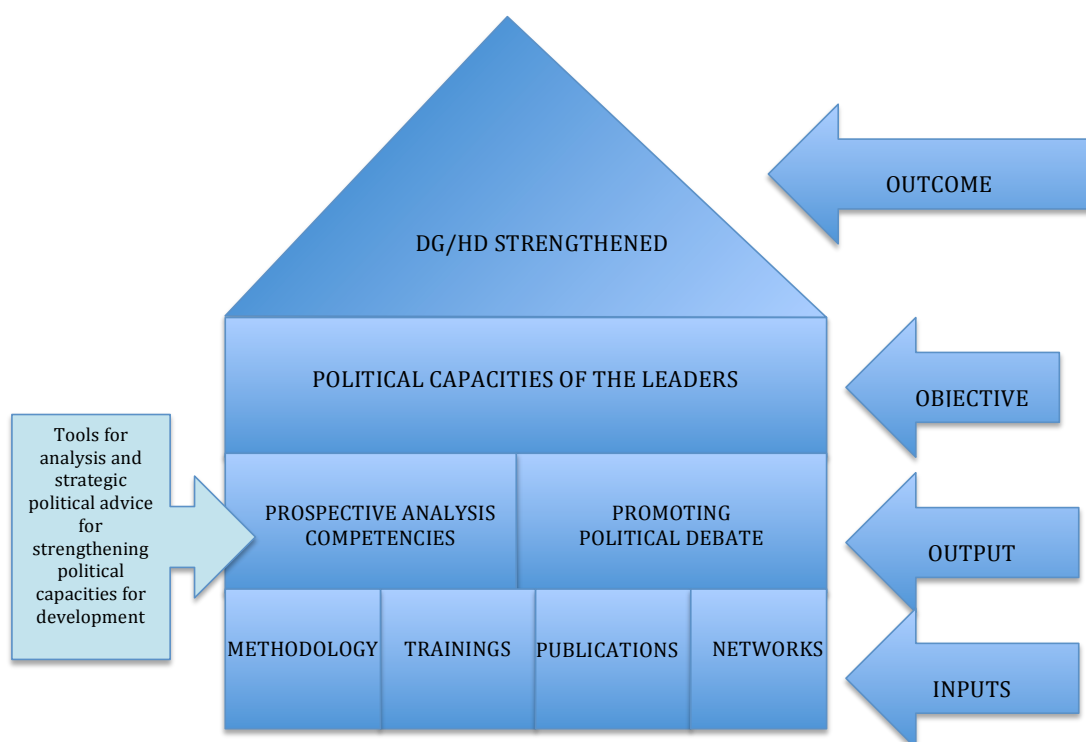 OUTCOME
DG/HD STRENGTHENED
POLITICAL CAPACITIES OF THE LEADERS
OBJECTIVE
Tools for
analysis and
strategic
political advice
for
strengthening
political
capacities for
development
PROSPECTIVE ANALYSIS
COMPETENCIES
PROMOTING
POLITICAL DEBATE
OUTPUT
METHODOLOGY
TRAININGS
PUBLICATIONS
NETWORKS
INPUTS